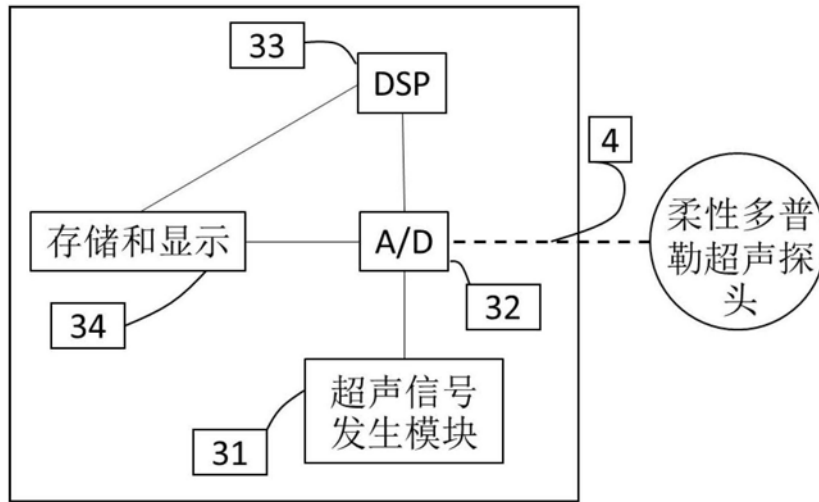 33
DSP
4
柔性多普
勒超声探
头
存储和显示
A/D
34
32
超声信号
发生模块
31